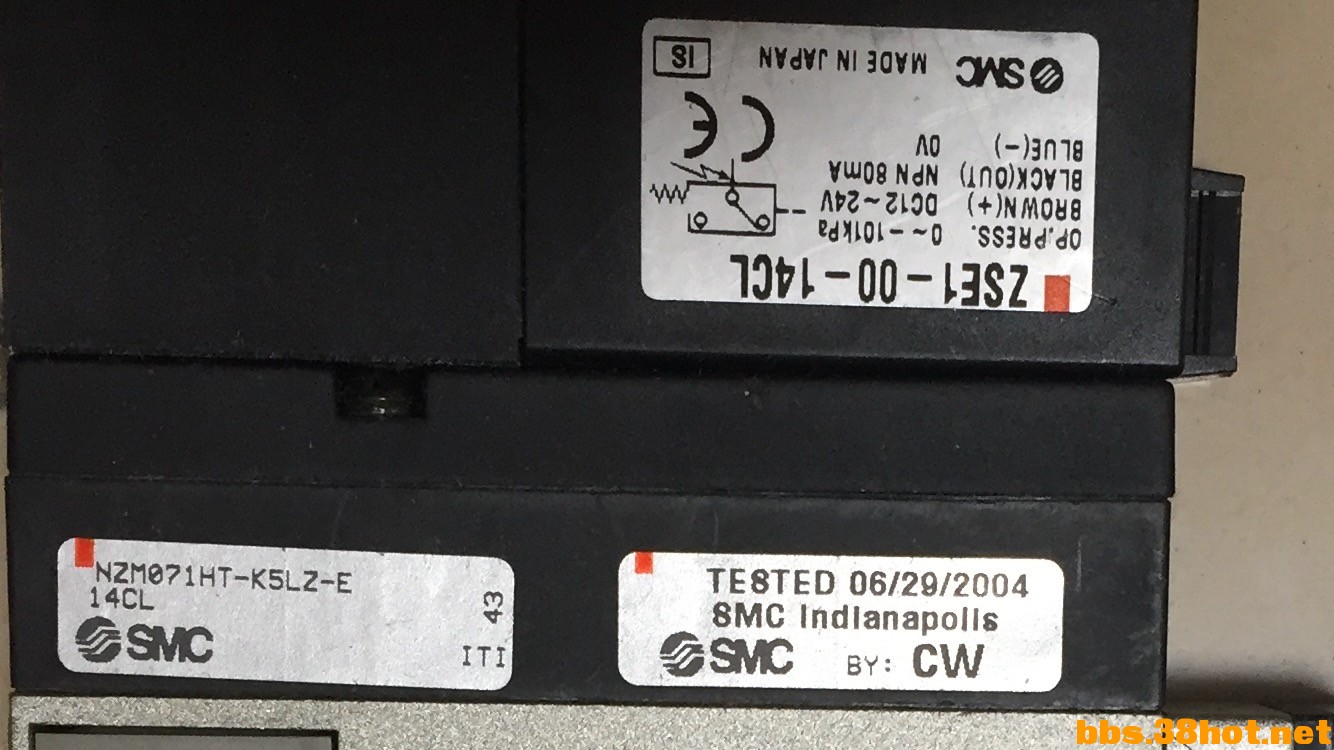 SMC MADE IN JAPAN IS
CE
BLUE(−) 0V
BLACK(OUT) NPN 80mA
BROWN(+) DC12~24V
OP.PRESS. 0~−101kPa
ZSE1-00-14CL
NZM071HT-K5LZ-E
14CL
43
SMC
ITI
TESTED 06/29/2004
SMC Indianapolis
SMC BY: CW
bbs.38hot.net